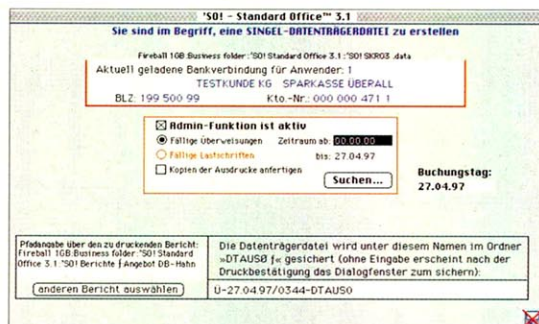 'SO! – Standard Office™ 3.1
Sie sind im Begriff, eine SINGEL-DATENTRÄGERDATEI zu erstellen
Fireball 1GB:Business folder:'SO! Standard Office 3.1:'SO! SKR03 .data
Aktuell geladene Bankverbindung für Anwender: 1
TESTKUNDE KG SPARKASSE ÜBERALL
BLZ: 199 500 99 Kto.-Nr.: 000 000 471 1
Admin-Funktion ist aktiv
Fällige Überweisungen Zeitraum ab: 00.00.00
Fällige Lastschriften bis: 27.04.97
Kopien der Ausdrucke anfertigen
Suchen...
Buchungstag:
27.04.97
Pfadangabe über den zu druckenden Bericht:
Fireball 1GB:Business folder:'SO! Standard
Office 3.1:'SO! Berichte ƒ:Angebot DB-Hahn
anderen Bericht auswählen
Die Datenträgerdatei wird unter diesem Namen im Ordner
»DTAUSØ ƒ« gesichert (ohne Eingabe erscheint nach der
Druckbestätigung das Dialogfenster zum sichern):
Ü-27.04.97/0344-DTAUSO